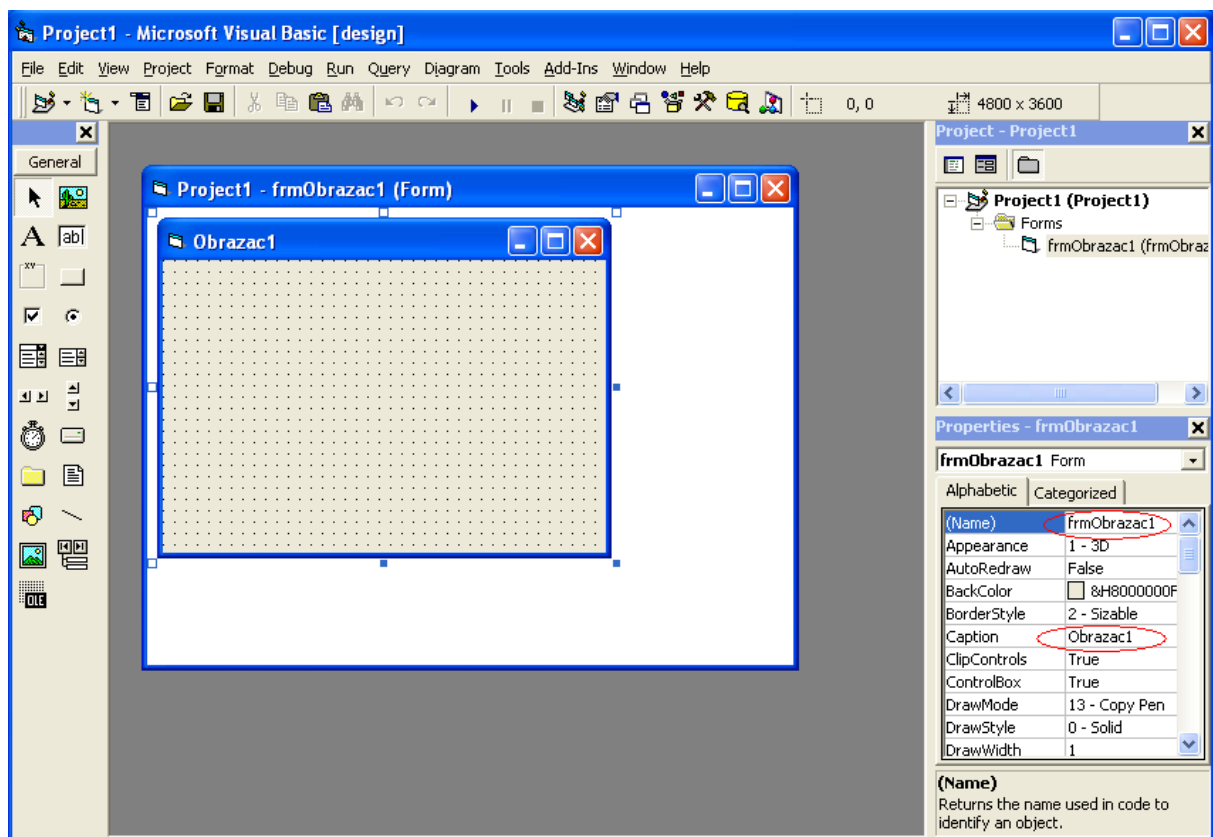 Project1 - Microsoft Visual Basic [design]
File Edit View Project Format Debug Run Query Diagram Tools Add-Ins Window Help
0, 0 4800 x 3600
General
A ab|
XY
OLE
Project1 - frmObrazac1 (Form)
Obrazac1
Project - Project1
Project1 (Project1)
Forms
frmObrazac1 (frmObraz
Properties - frmObrazac1
frmObrazac1 Form
Alphabetic Categorized
(Name) frmObrazac1
Appearance 1 - 3D
AutoRedraw False
BackColor &H8000000F
BorderStyle 2 - Sizable
Caption Obrazac1
ClipControls True
ControlBox True
DrawMode 13 - Copy Pen
DrawStyle 0 - Solid
DrawWidth 1
(Name)
Returns the name used in code to
identify an object.